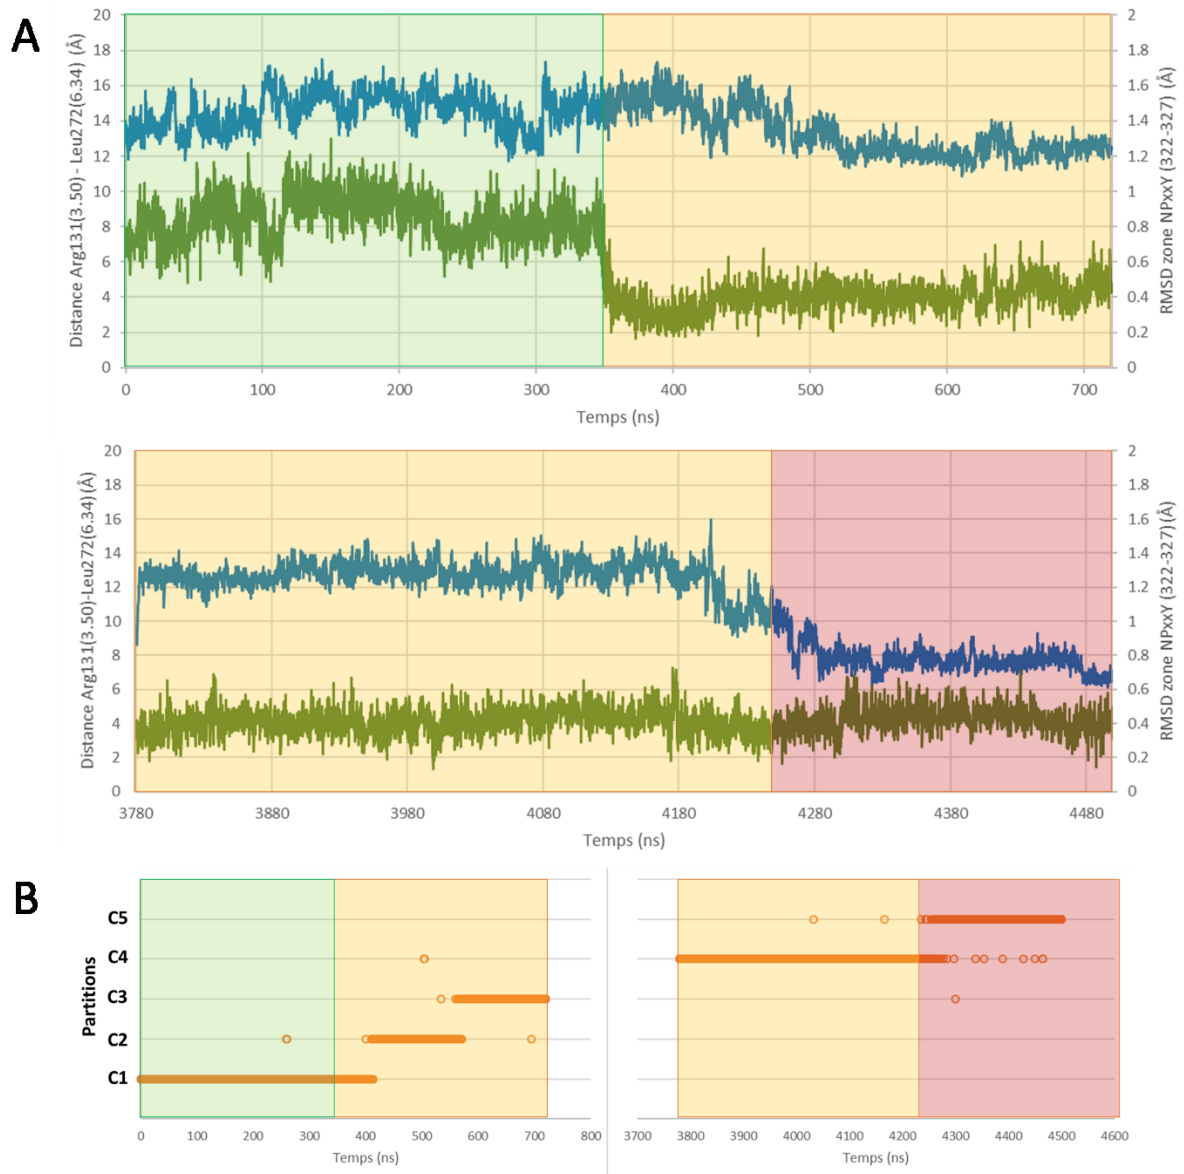 A
Distance Arg131(3.50) - Leu272(6.34) (Å)
20
18
16
14
12
10
8
6
4
2
0
2
1.8
1.6
1.4
1.2
1
0.8
0.6
0.4
0.2
0
RMSD zone NPxxY (322-327) (Å)
0 100 200 300 400 500 600 700
Temps (ns)
Distance Arg131(3.50)-Leu272(6.34)(Å)
20
18
16
14
12
10
8
6
4
2
0
2
1.8
1.6
1.4
1.2
1
0.8
0.6
0.4
0.2
0
RMSD zone NPxxY (322-327)(Å)
3780 3880 3980 4080 4180 4280 4380 4480
Temps (ns)
B
Partitions
C5
C4
C3
C2
C1
0 100 200 300 400 500 600 700 800
Temps (ns)
3700 3800 3900 4000 4100 4200 4300 4400 4500 4600
Temps (ns)